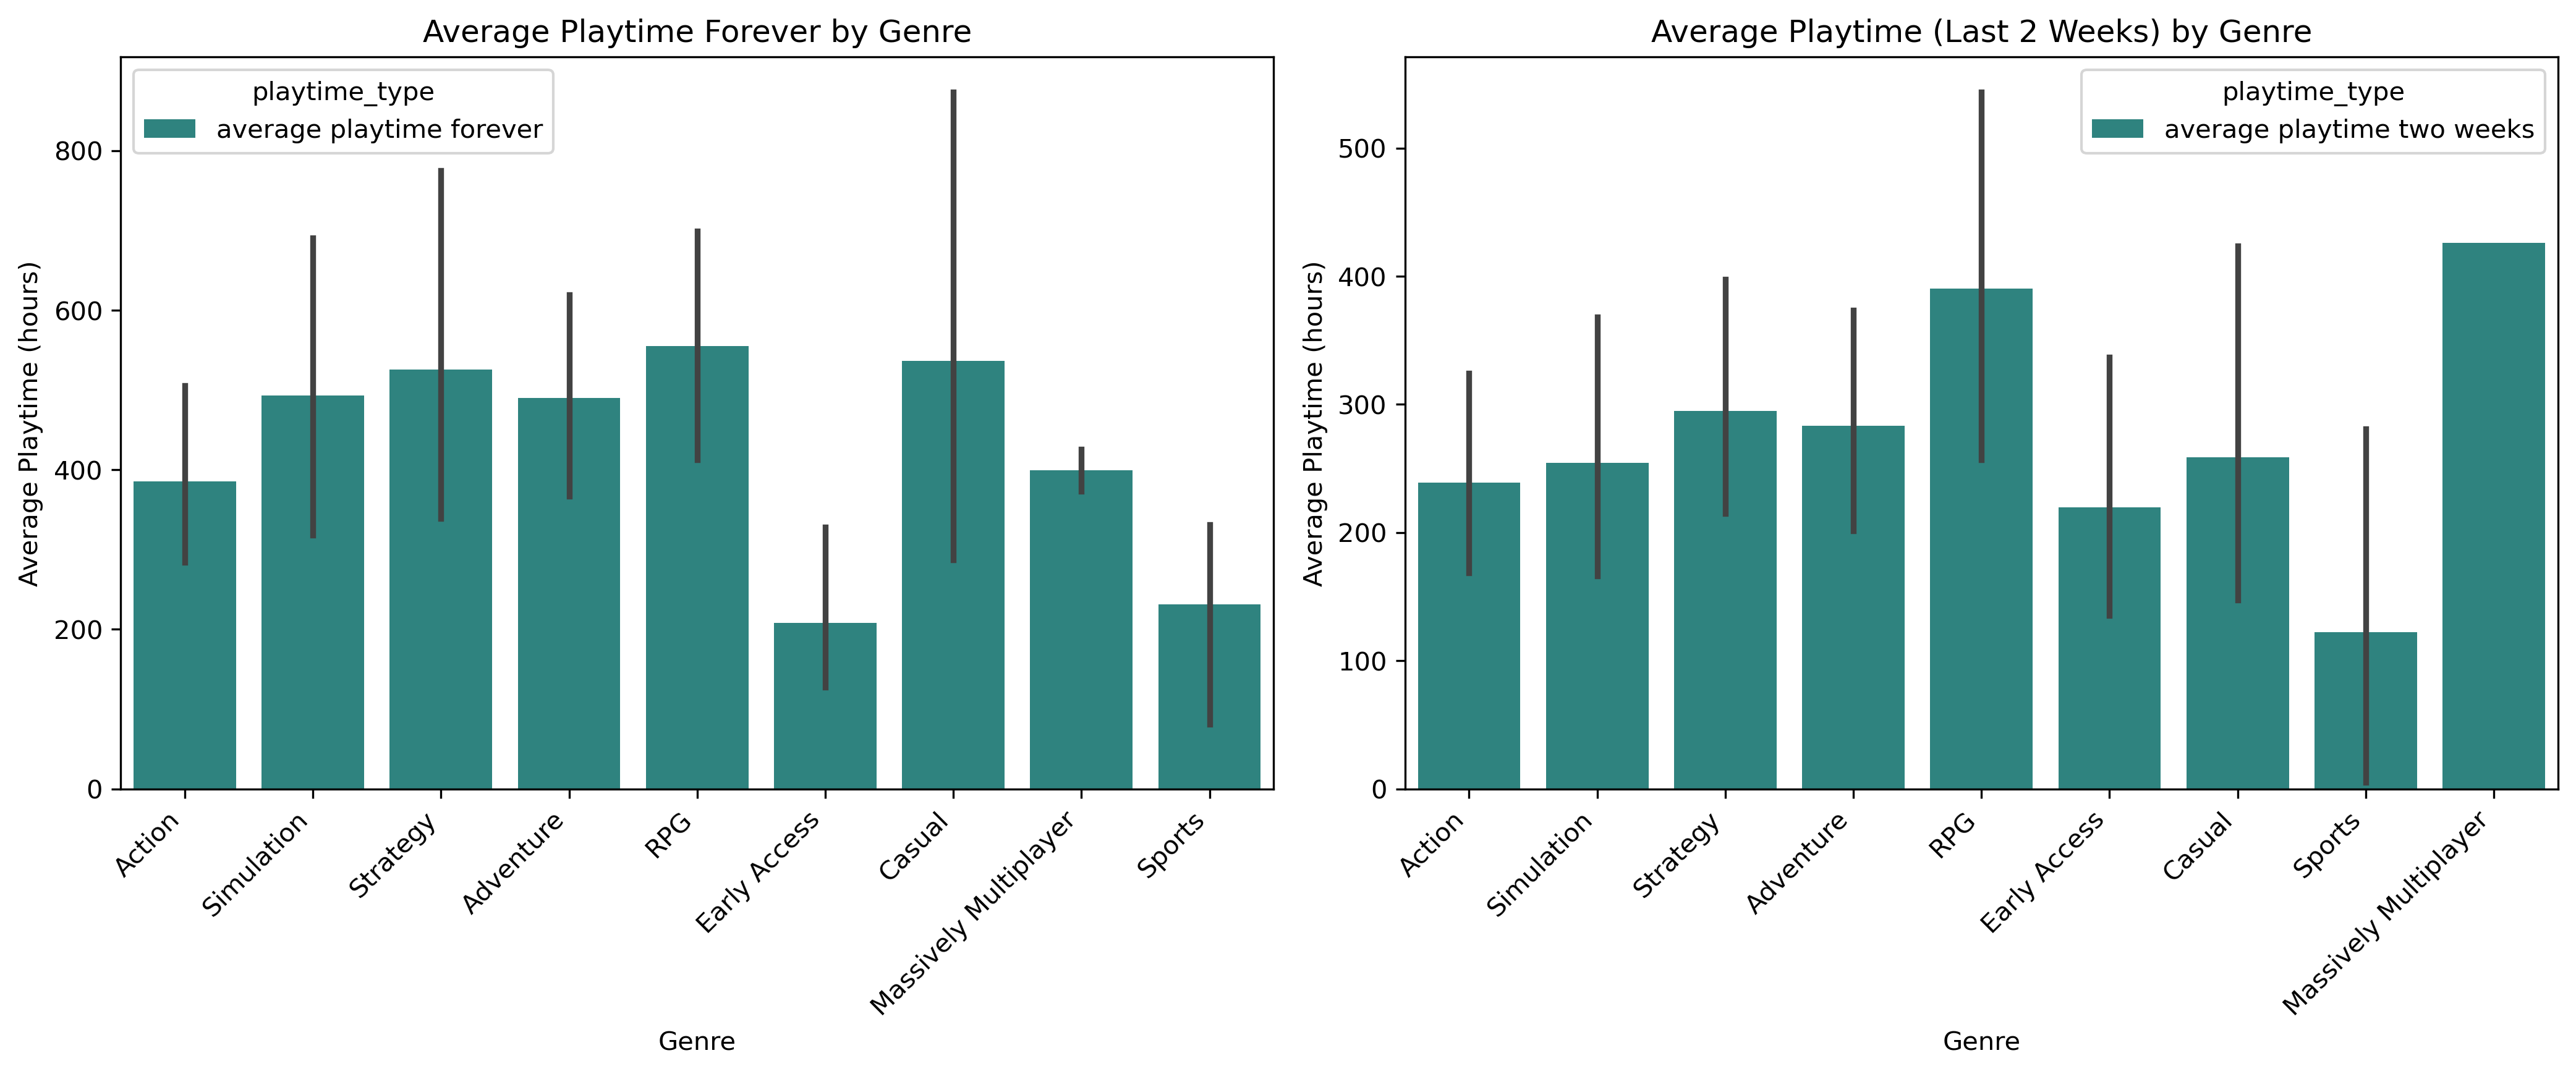 Average Playtime Forever by Genre
playtime_type
average playtime forever
Average Playtime (hours)
800
600
400
200
0
Action
Simulation
Strategy
Adventure
RPG
Early Access
Casual
Massively Multiplayer
Sports
Genre
Average Playtime (Last 2 Weeks) by Genre
playtime_type
average playtime two weeks
Average Playtime (hours)
500
400
300
200
100
0
Action
Simulation
Strategy
Adventure
RPG
Early Access
Casual
Sports
Massively Multiplayer
Genre